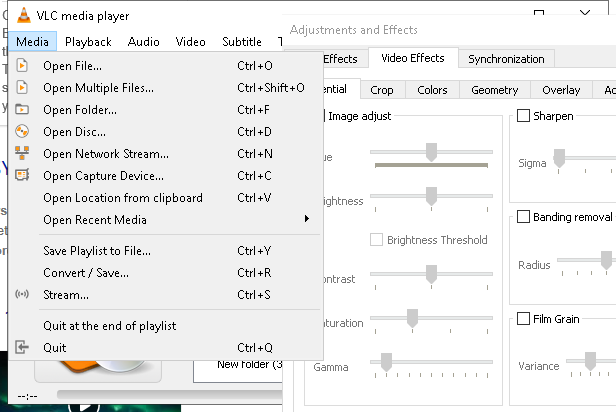 VLC media player
Adjustments and Effects
Media Playback Audio Video Subtitle T
Effects Video Effects Synchronization
Crop Colors Geometry Overlay
Open File... Ctrl+O
Open Multiple Files... Ctrl+Shift+O
Open Folder... Ctrl+F
Open Disc... Ctrl+D
Open Network Stream... Ctrl+N
Open Capture Device... Ctrl+C
Open Location from clipboard Ctrl+V
Open Recent Media
Save Playlist to File... Ctrl+Y
Convert / Save... Ctrl+R
Stream... Ctrl+S
Quit at the end of playlist
Quit Ctrl+Q
Image adjust
ue
ightness
Brightness Threshold
ontrast
aturation
Gamma
Sharpen
Sigma
Banding removal
Radius
Film Grain
Variance
New folder (3
--:--